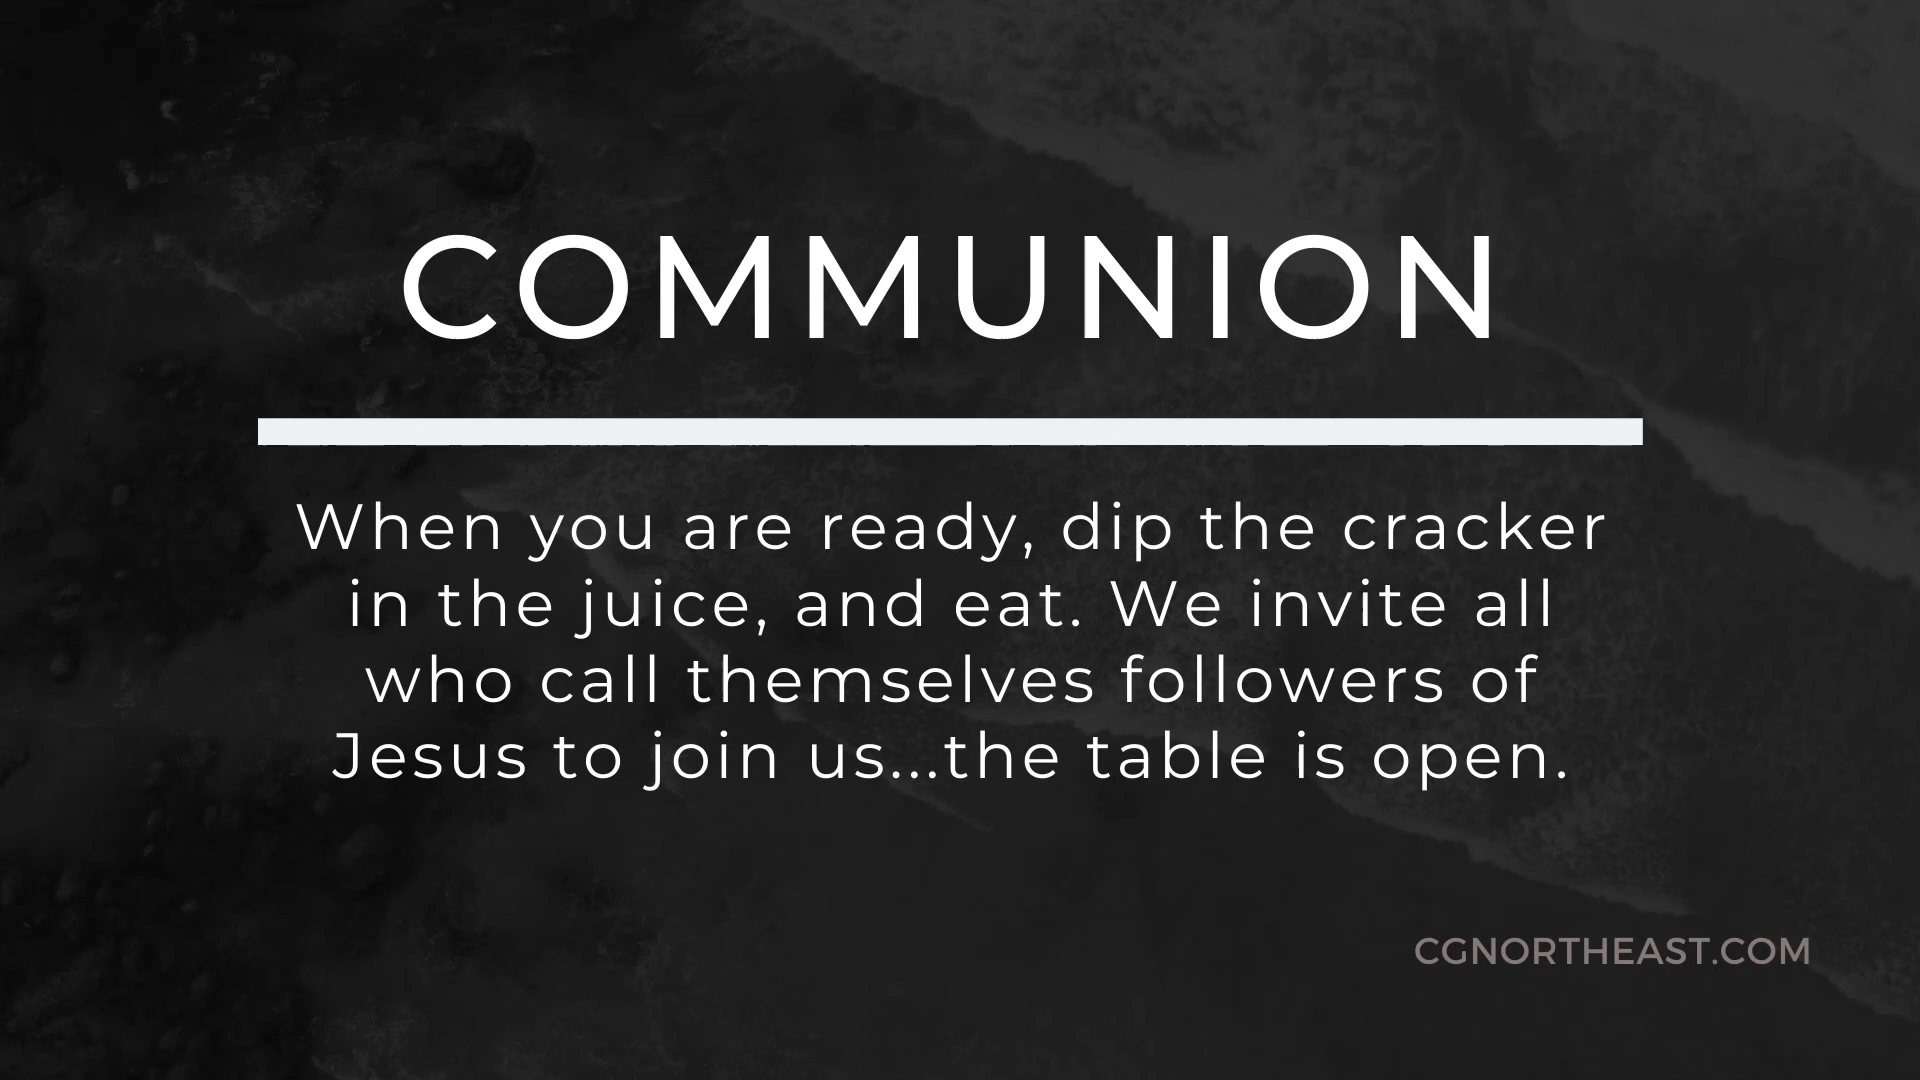 COMMUNION
When you are ready, dip the cracker
in the juice, and eat. We invite all
who call themselves followers of
Jesus to join us...the table is open.
CGNORTHEAST.COM